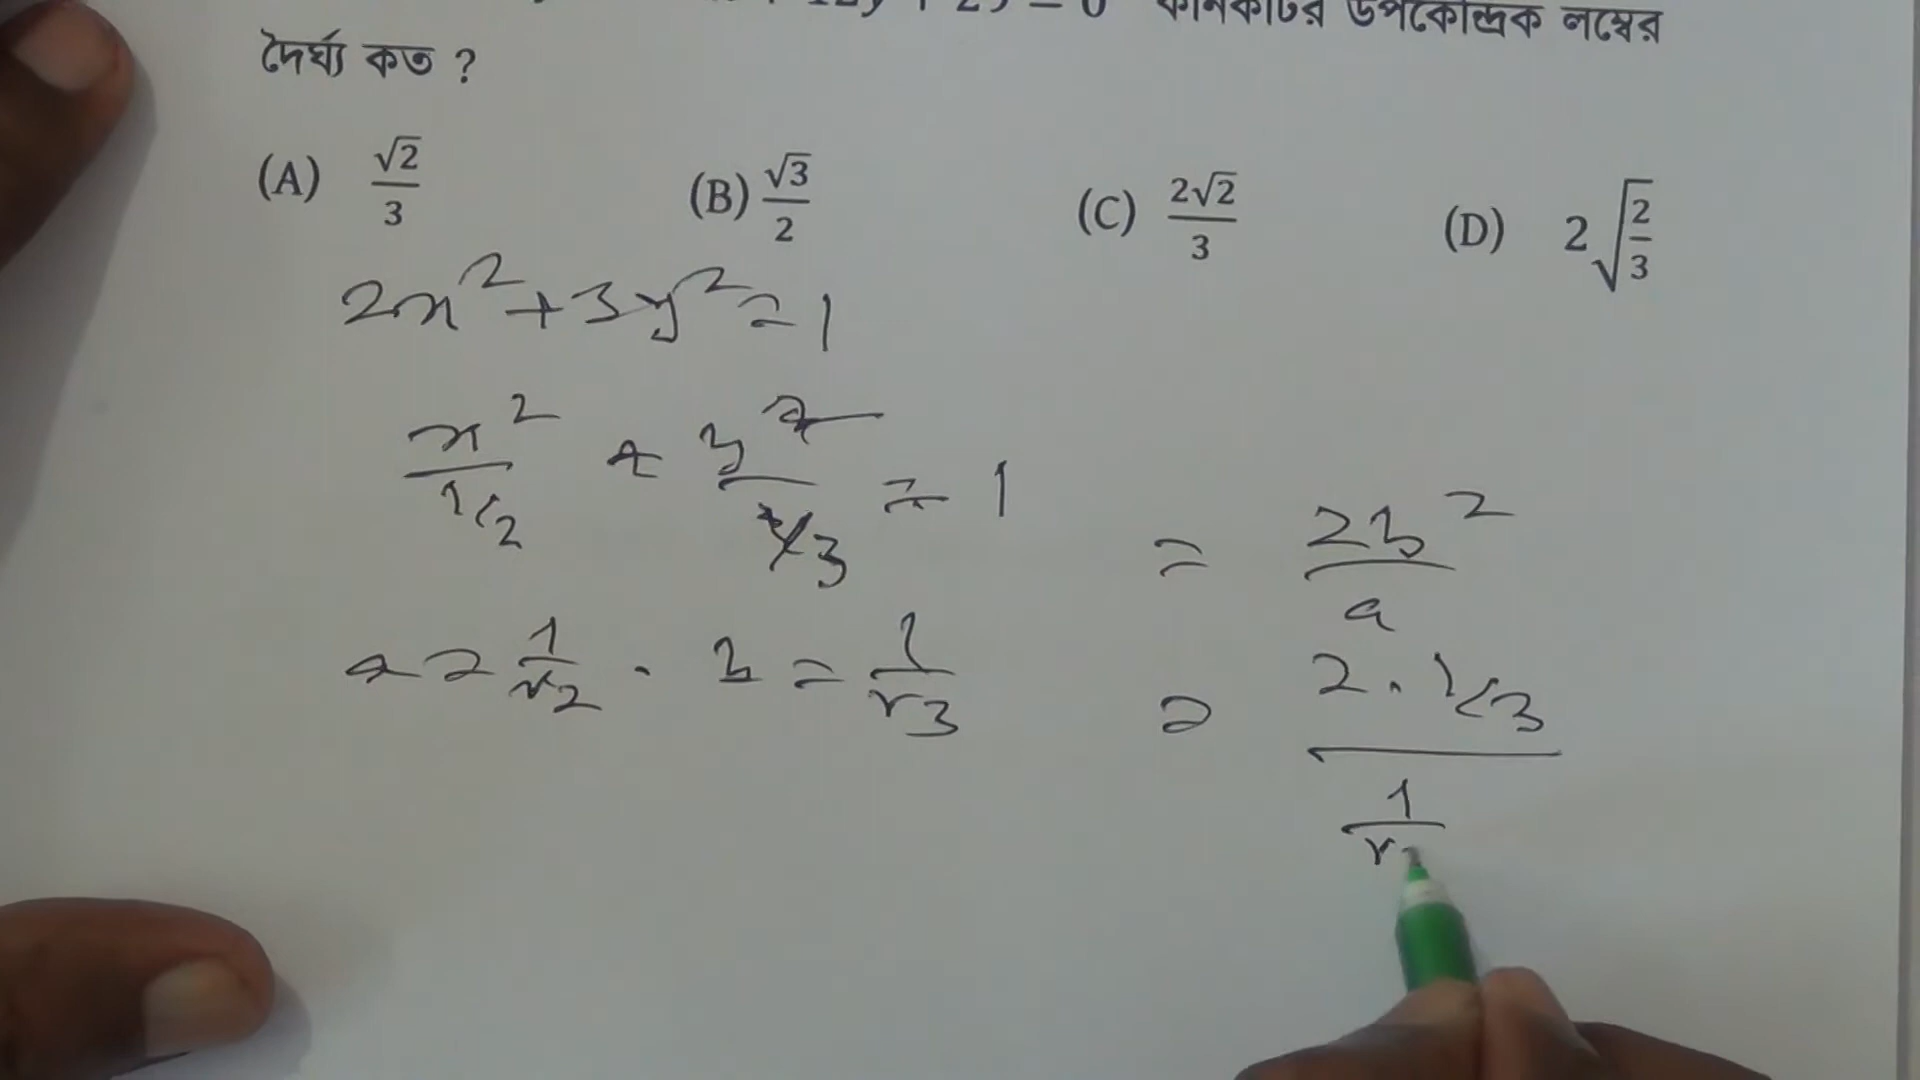 = 0 কনিকটির উপকেন্দ্রিক লম্বের
দৈর্ঘ্য কত ?
(A) √2/3 (B) √3/2 (C) 2√2/3 (D) 2√(2/3)
2x² + 3y² = 1
x²/(1/2) + y²/(1/3) = 1
a = 1/√2 . b = 1/√3
= 2b²/a
= 2 . 1/3 / (1/√